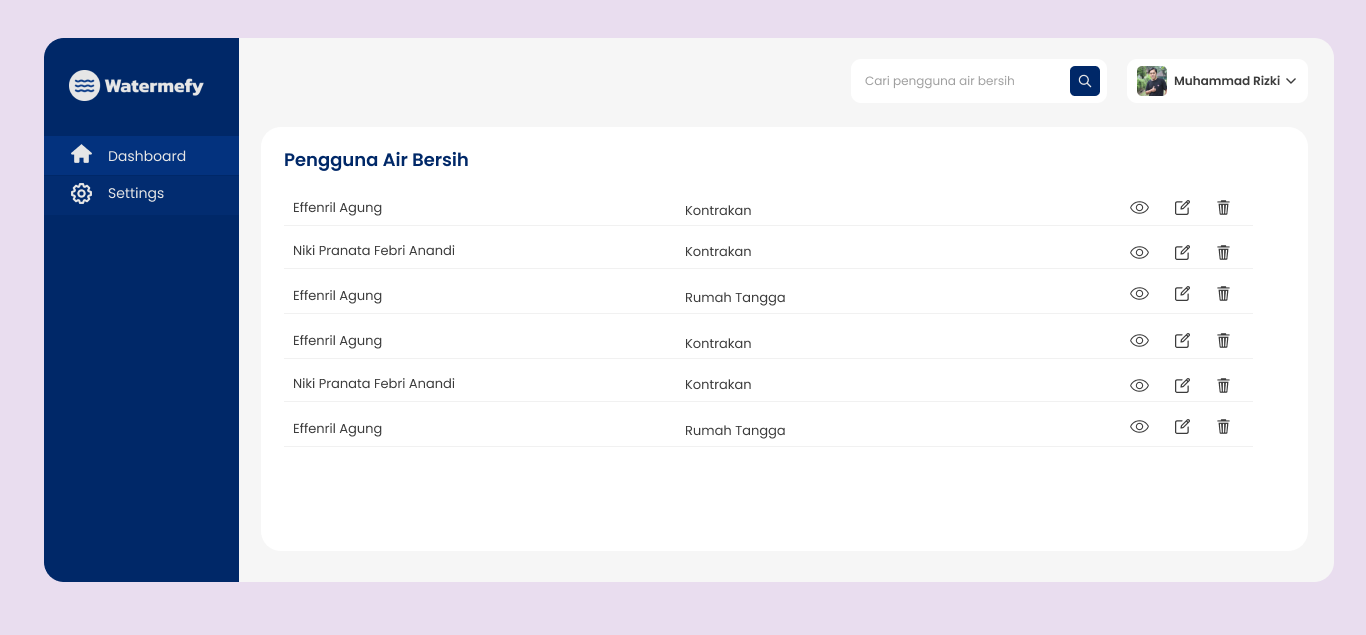 Watermefy
Cari pengguna air bersih
Muhammad Rizki
Dashboard
Settings
Pengguna Air Bersih
Effenril Agung Kontrakan
Niki Pranata Febri Anandi Kontrakan
Effenril Agung Rumah Tangga
Effenril Agung Kontrakan
Niki Pranata Febri Anandi Kontrakan
Effenril Agung Rumah Tangga